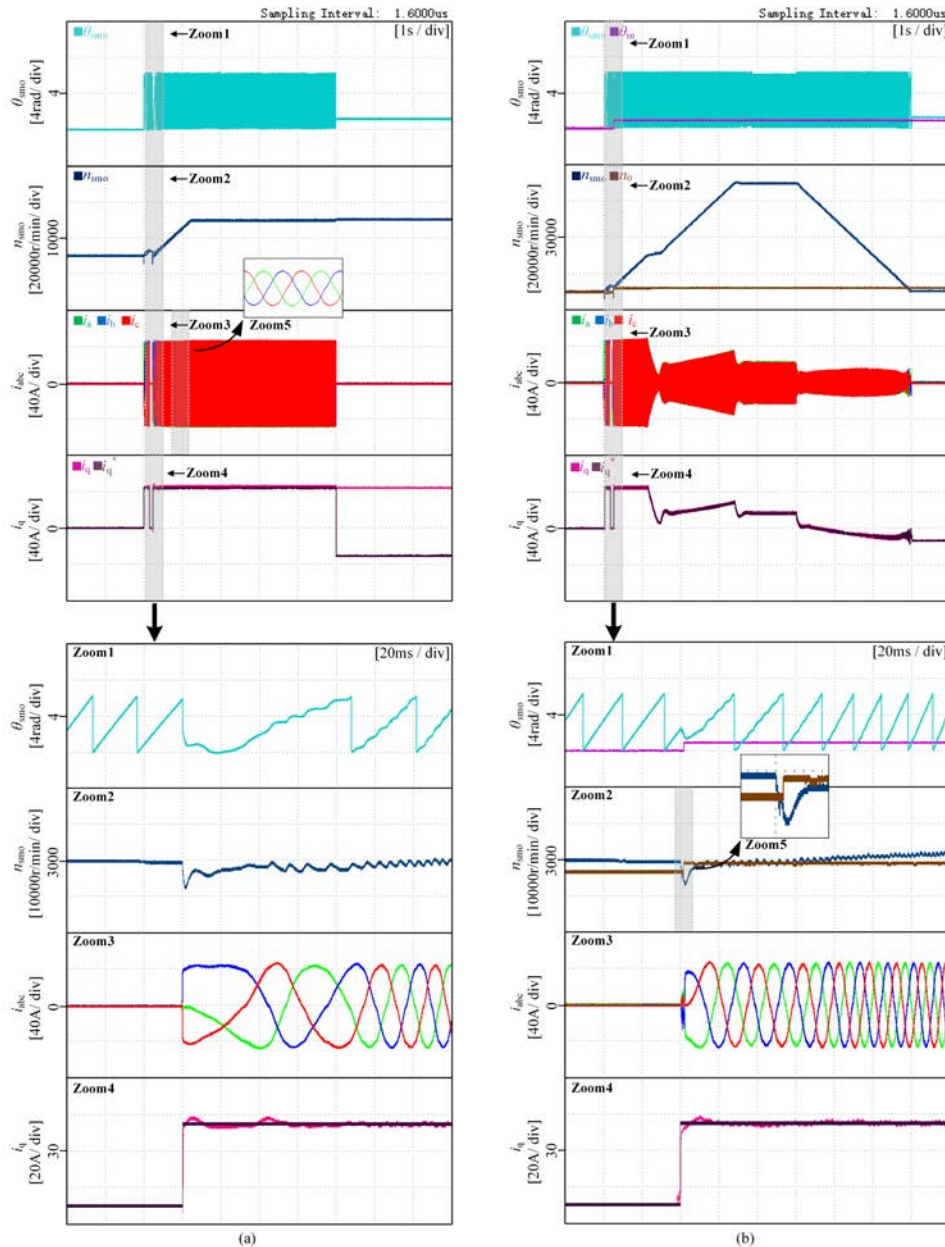 Sampling Interval: 1.6000us
θsmo
Zoom1
[1s / div]
θsmo
[4rad/ div]
4
nsmo
Zoom2
nsmo
[20000r/min/ div]
10000
ia ib ic
Zoom3
Zoom5
iabc
[40A/ div]
0
iq iq*
Zoom4
iq
[40A/ div]
0
Zoom1
[20ms / div]
θsmo
[4rad/ div]
4
Zoom2
nsmo
[10000r/min/ div]
3000
Zoom3
iabc
[40A/ div]
0
Zoom4
iq
[20A/ div]
30
(a)
Sampling Interval: 1.6000us
θsmo θm
Zoom1
[1s / div]
θsmo
[4rad/ div]
4
nsmo n0
Zoom2
nsmo
[20000r/min/ div]
30000
ia ib ic
Zoom3
iabc
[40A/ div]
0
iq iq*
Zoom4
iq
[40A/ div]
0
Zoom1
[20ms / div]
θsmo
[4rad/ div]
4
Zoom2
Zoom5
nsmo
[10000r/min/ div]
3000
Zoom3
iabc
[40A/ div]
0
Zoom4
iq
[20A/ div]
30
(b)